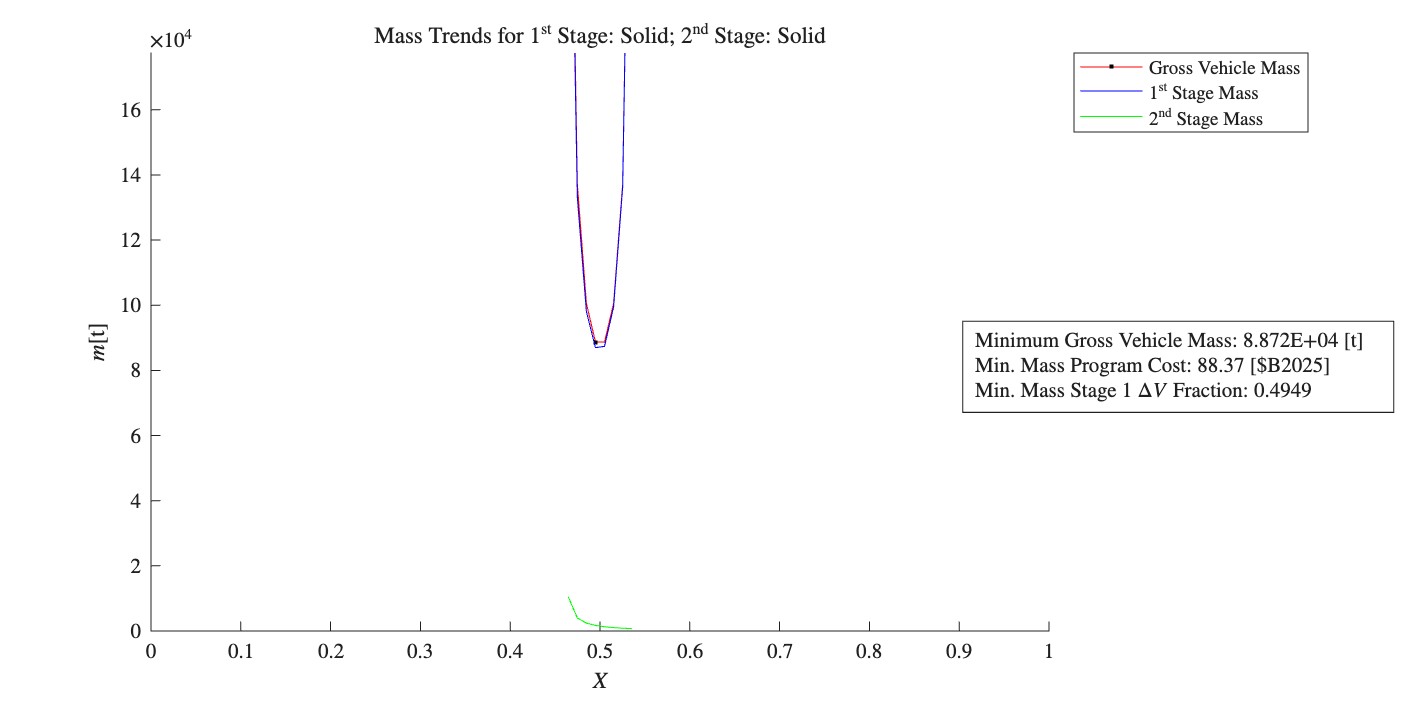 Mass Trends for 1st Stage: Solid; 2nd Stage: Solid
×10⁴
16
14
12
10
8
6
4
2
0
m[t]
0 0.1 0.2 0.3 0.4 0.5 0.6 0.7 0.8 0.9 1
X
Gross Vehicle Mass
1st Stage Mass
2nd Stage Mass
Minimum Gross Vehicle Mass: 8.872E+04 [t]
Min. Mass Program Cost: 88.37 [$B2025]
Min. Mass Stage 1 ΔV Fraction: 0.4949